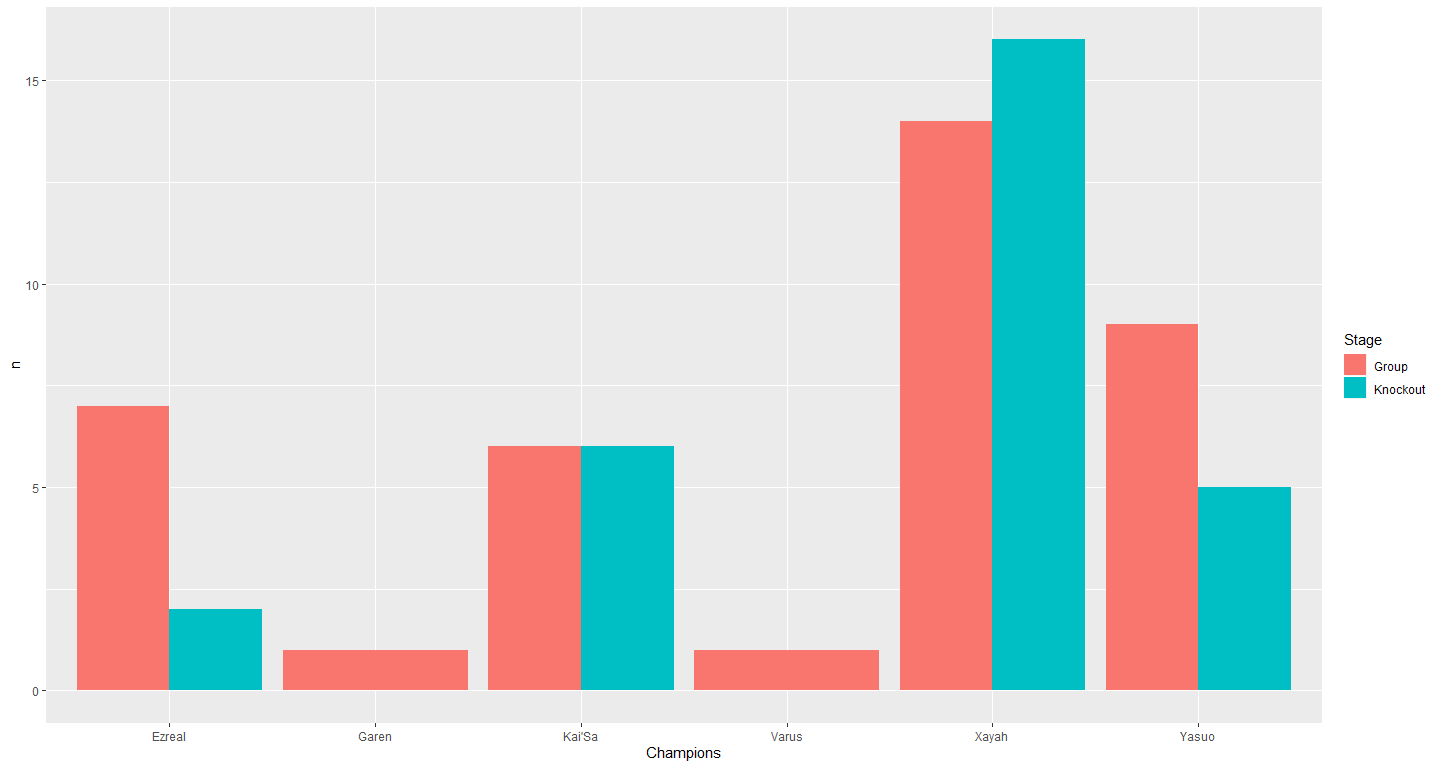 15
10
5
0
n
Ezreal
Garen
Kai'Sa
Varus
Xayah
Yasuo
Champions
Stage
Group
Knockout